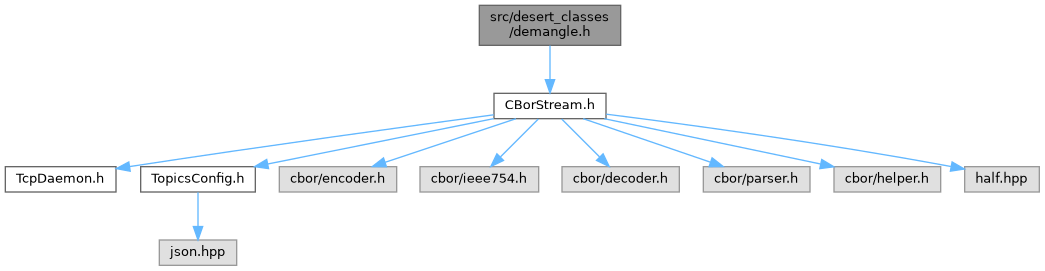 src/desert_classes
/demangle.h
CBorStream.h
TcpDaemon.h
TopicsConfig.h
cbor/encoder.h
cbor/ieee754.h
cbor/decoder.h
cbor/parser.h
cbor/helper.h
half.hpp
json.hpp